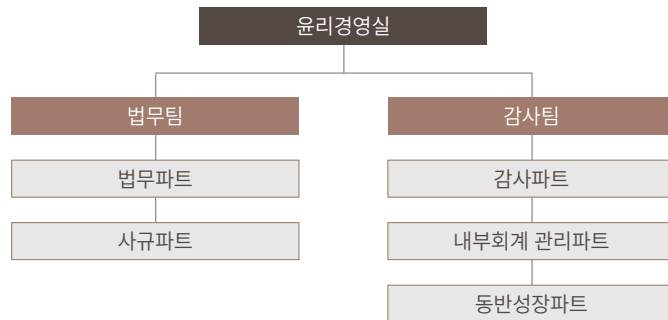 윤리경영실
법무팀
감사팀
법무파트
감사파트
사규파트
내부회계 관리파트
동반성장파트